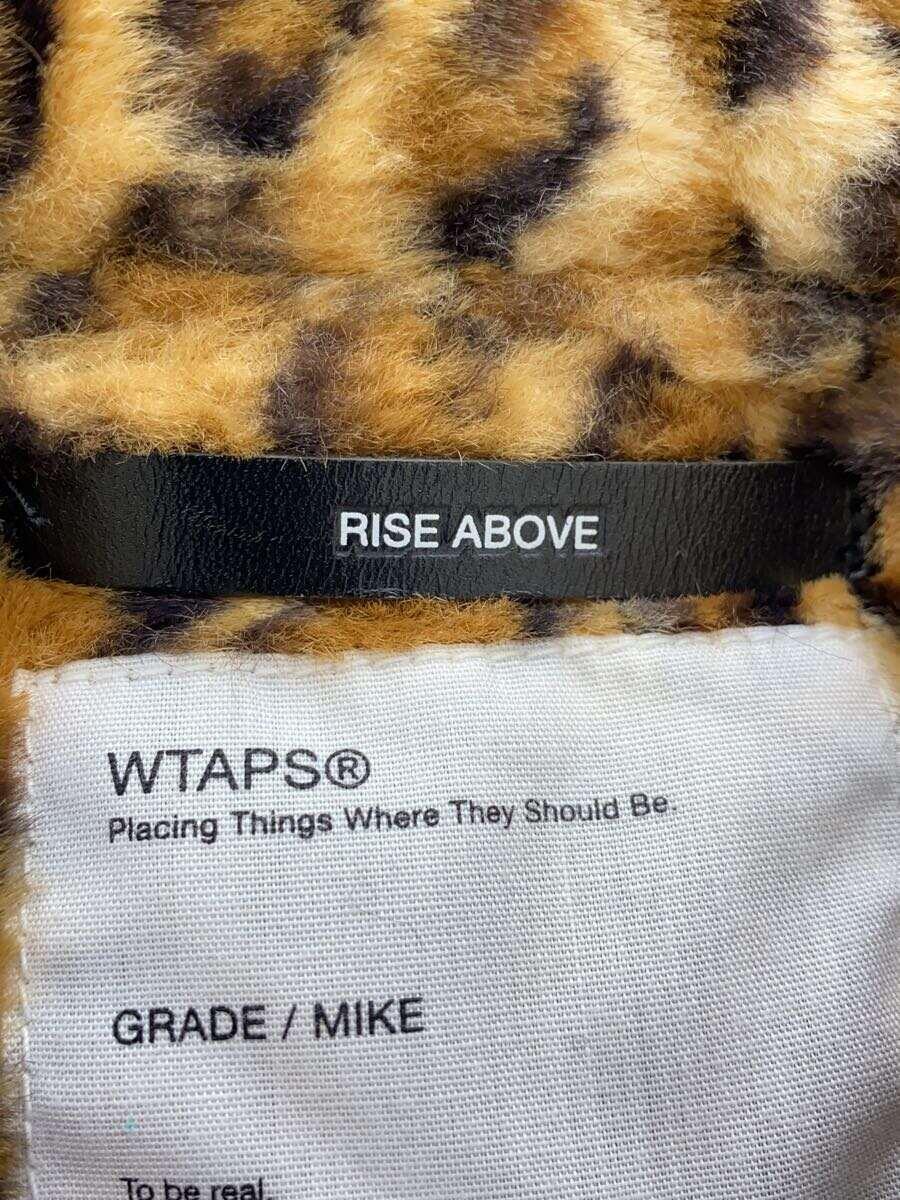 RISE ABOVE
WTAPS®
Placing Things Where They Should Be.
GRADE / MIKE
To be real.